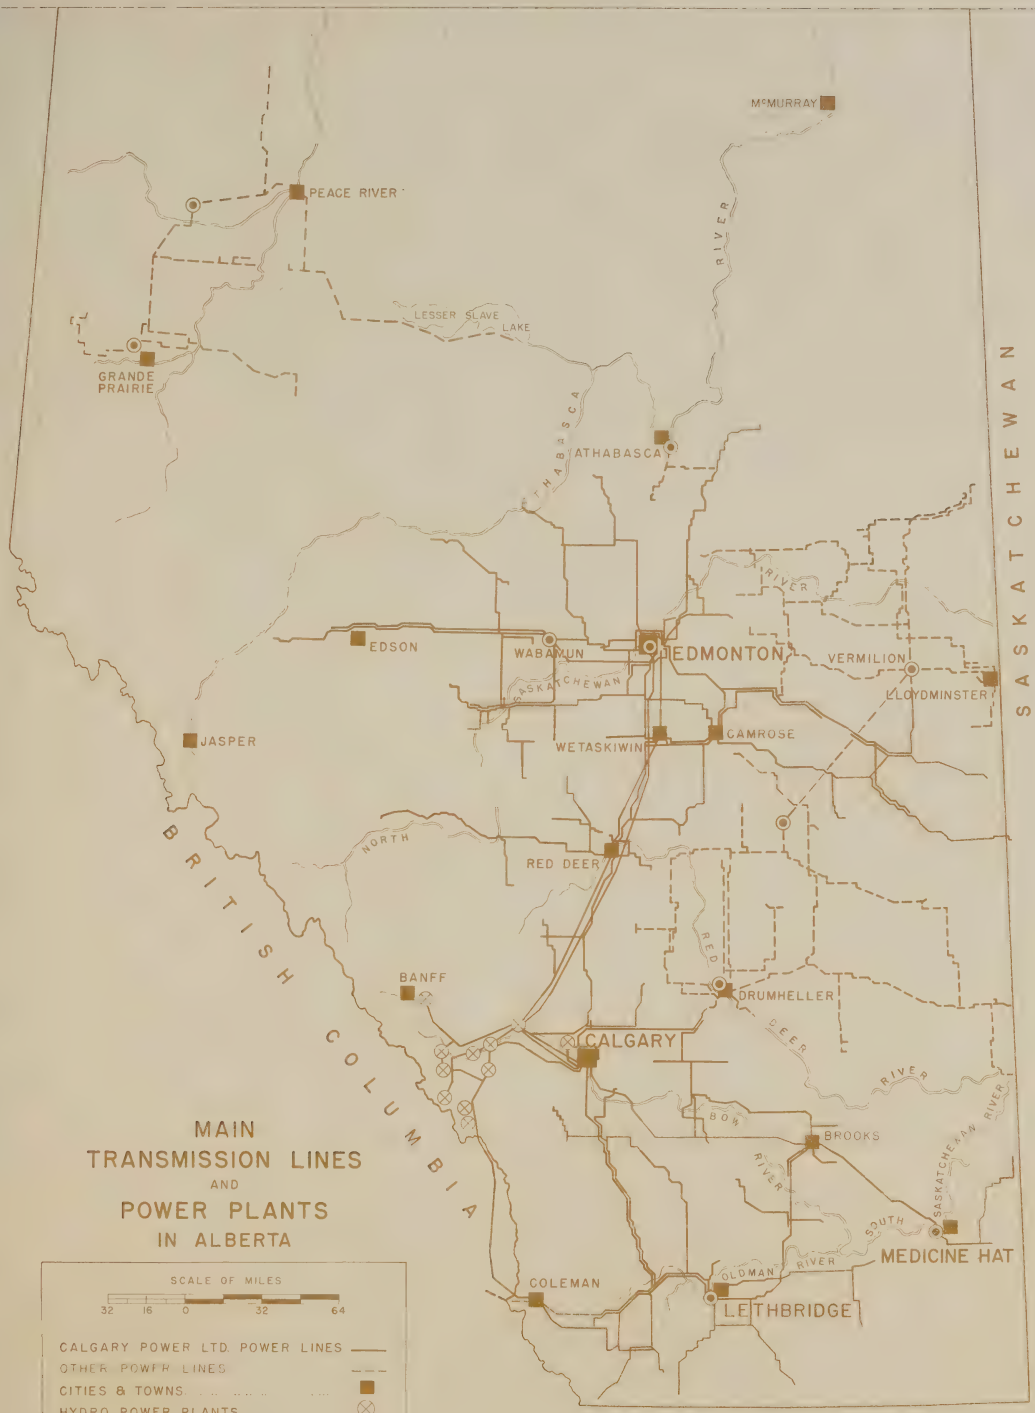 McMURRAY
PEACE RIVER
RIVER
LESSER SLAVE
LAKE
GRANDE
PRAIRIE
ATHABASCA
ATHABASCA
SASKATCHEWAN
RIVER
EDSON
WABAMUN
EDMONTON
VERMILION
SASKATCHEWAN
LLOYDMINSTER
JASPER
WETASKIWIN
CAMROSE
NORTH
RED DEER
BRITISH COLUMBIA
RED
BANFF
DRUMHELLER
DEER
CALGARY
RIVER
BOW
BROOKS
RIVER
SASKATCHEWAN RIVER
SOUTH
MEDICINE HAT
OLDMAN RIVER
COLEMAN
LETHBRIDGE
MAIN
TRANSMISSION LINES
AND
POWER PLANTS
IN ALBERTA
SCALE OF MILES
32 16 0 32 64
CALGARY POWER LTD. POWER LINES
OTHER POWER LINES
CITIES & TOWNS
HYDRO POWER PLANTS